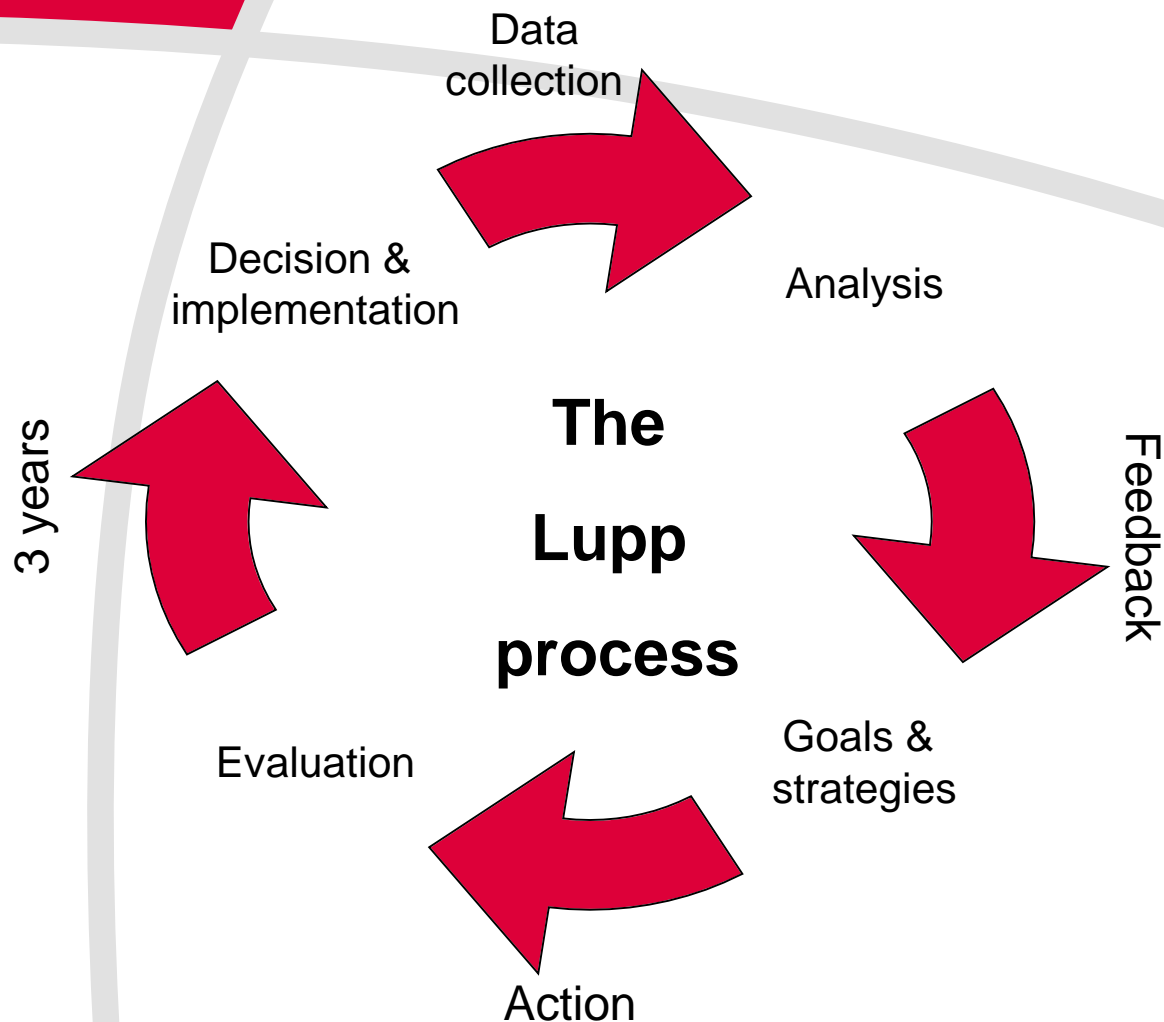 Data
collection
Decision &
implementation
Analysis
The
Lupp
process
3 years
Feedback
Evaluation
Goals &
strategies
Action